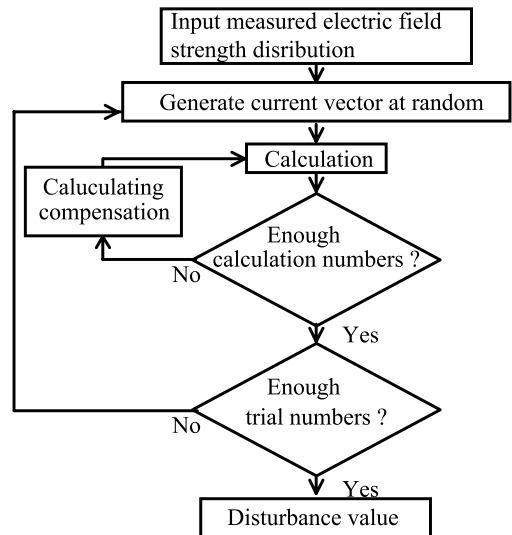 Input measured electric field
strength disribution
Generate current vector at random
Calculation
Caluculating
compensation
Enough
calculation numbers ?
No
Yes
Enough
trial numbers ?
No
Yes
Disturbance value